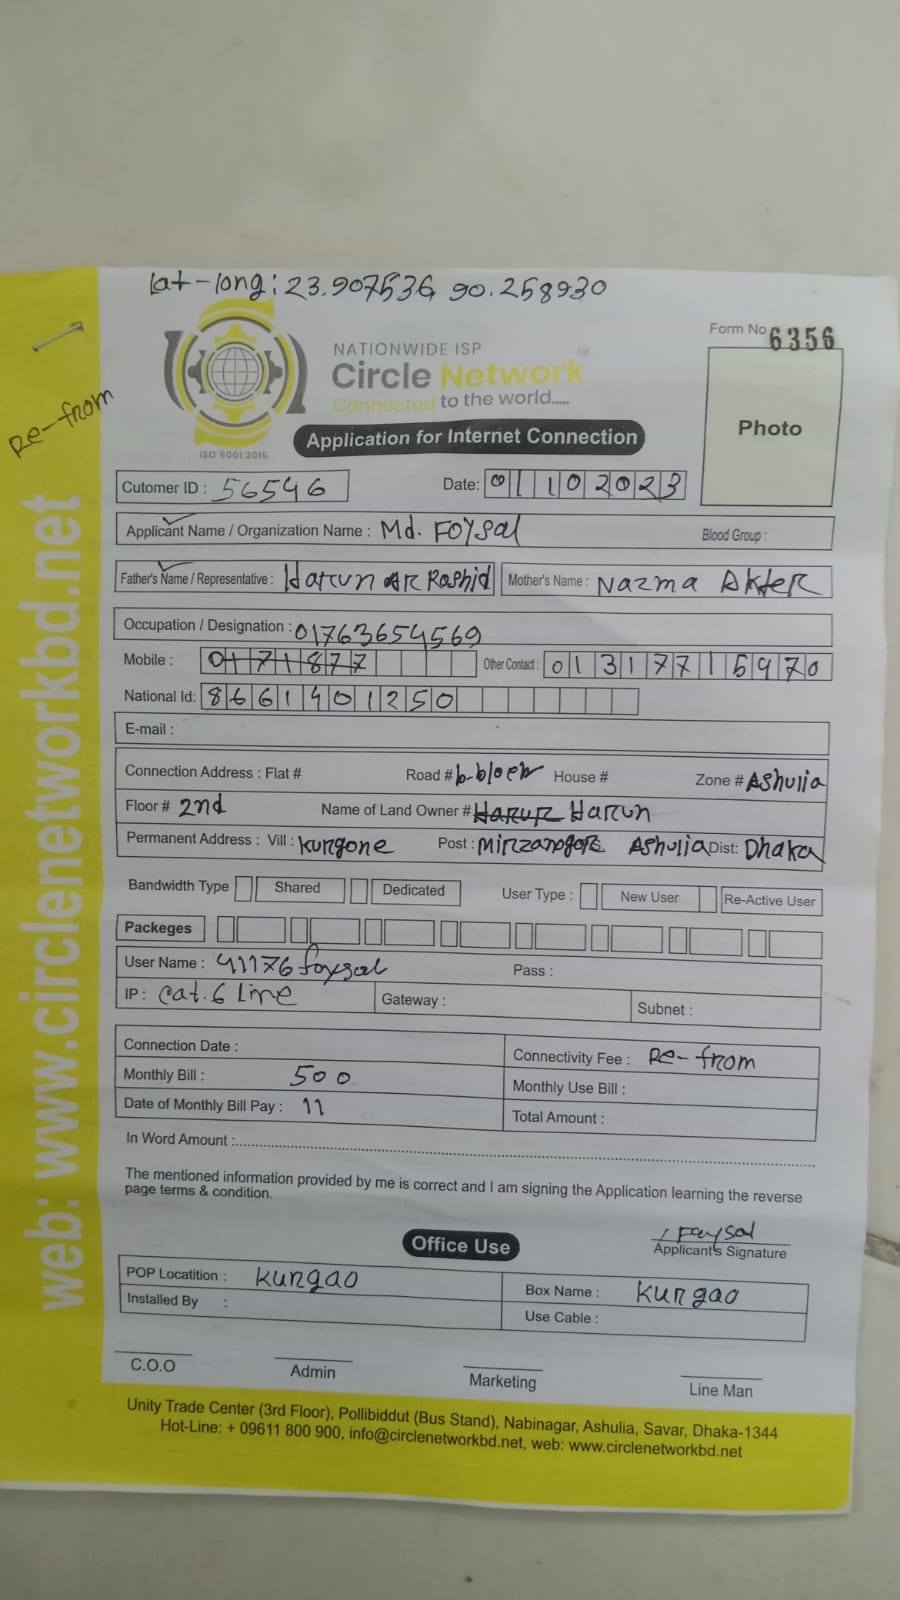 lat-long: 23.907536, 90.258930
Form No 6356
NATIONWIDE ISP
Circle Network
Connected to the world.....
ISO 9001:2015
Re-from
Application for Internet Connection
Photo
Cutomer ID : 56546 Date: 01 10 2023
Applicant Name / Organization Name : Md. Foysal Blood Group :
Father's Name / Representative : Harun AR Rashid Mother's Name : Nazma Akter
Occupation / Designation : 01763654569
Mobile : 0171877 Other Contact : 01317715970
National Id: 8661401250
E-mail :
Connection Address : Flat # Road # b-block House # Zone # Ashulia
Floor # 2nd Name of Land Owner # Harur Harun
Permanent Address : Vill : kurgone Post : Mirzanogor Ashulia Dist: Dhaka
Bandwidth Type Shared Dedicated User Type : New User Re-Active User
Packeges
User Name : 41176foysal Pass :
IP : Cat. 6 Line Gateway : Subnet :
Connection Date : Connectivity Fee : Re-from
Monthly Bill : 500 Monthly Use Bill :
Date of Monthly Bill Pay : 11 Total Amount :
In Word Amount :
The mentioned information provided by me is correct and I am signing the Application learning the reverse
page terms & condition.
Faysal
Applicant's Signature
Office Use
POP Locatition : kungao Box Name : kungao
Installed By : Use Cable :
C.O.O Admin Marketing Line Man
Unity Trade Center (3rd Floor), Pollibiddut (Bus Stand), Nabinagar, Ashulia, Savar, Dhaka-1344
Hot-Line: + 09611 800 900, info@circlenetworkbd.net, web: www.circlenetworkbd.net
web: www.circlenetworkbd.net